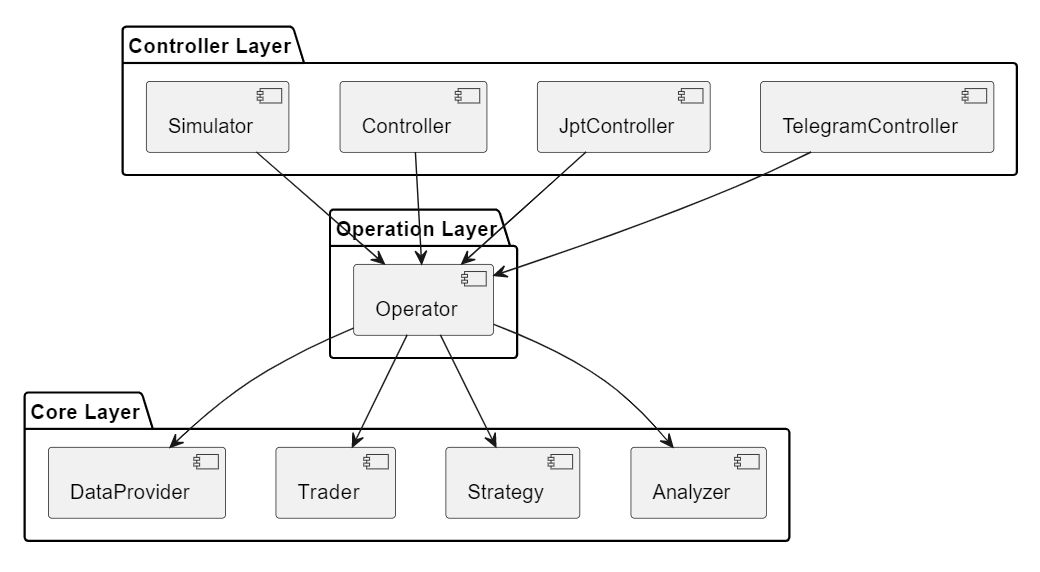 Controller Layer
Simulator
Controller
JptController
TelegramController
Operation Layer
Operator
Core Layer
DataProvider
Trader
Strategy
Analyzer